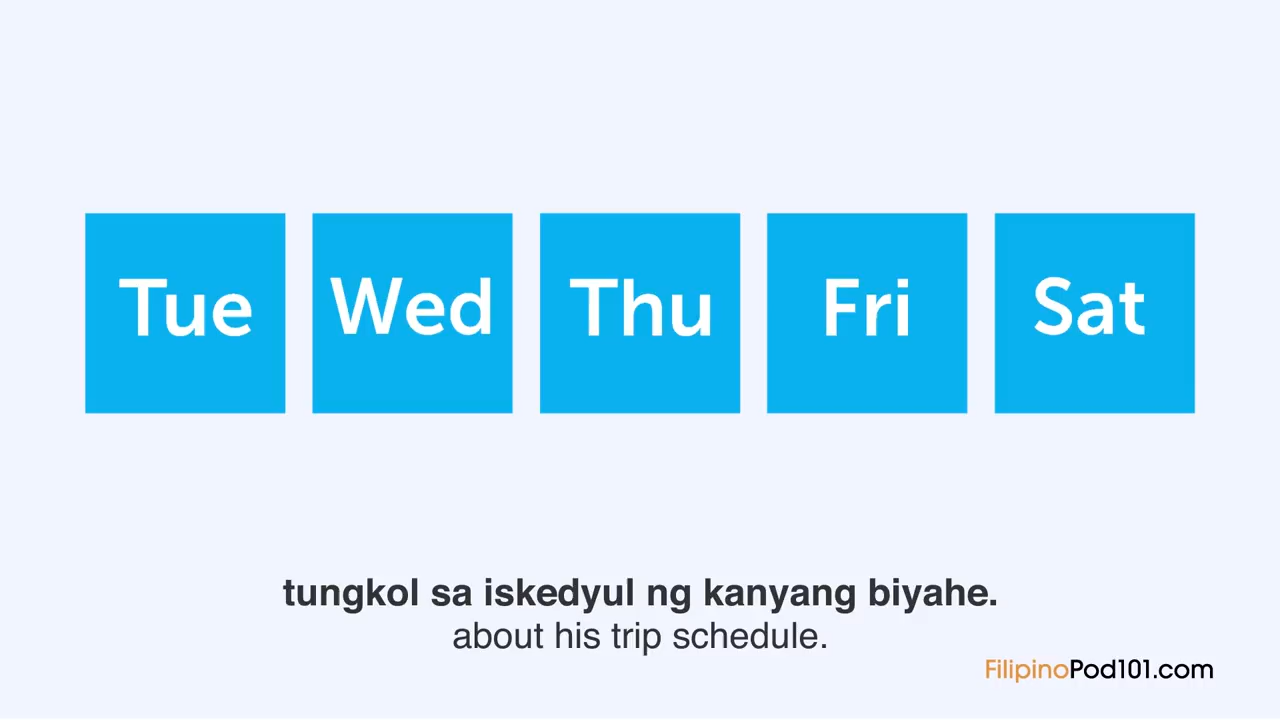 Tue Wed Thu Fri Sat
tungkol sa iskedyul ng kanyang biyahe.
about his trip schedule.
FilipinoPod101.com